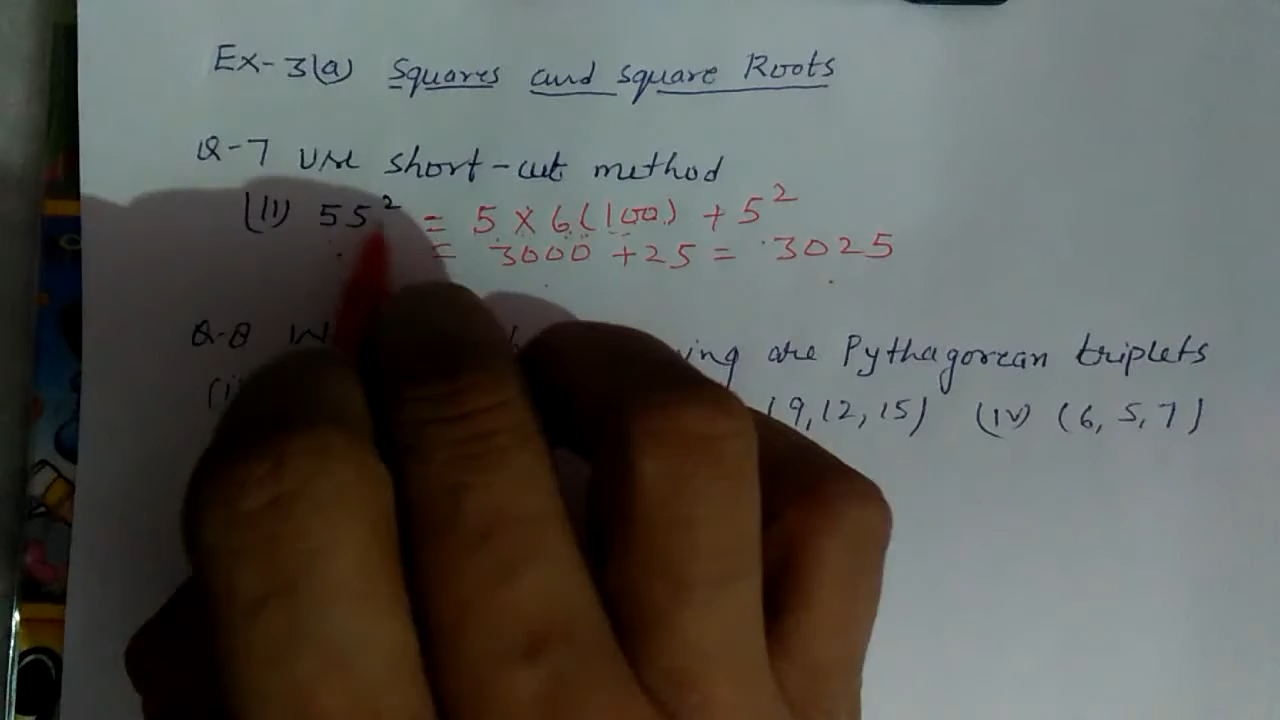 Ex-3(a) Squares and square Roots
Q-7 Use short-cut method
(II) 55² = 5 × 6(100) + 5²
= 3000 + 25 = 3025
Q-8 are Pythagorean triplets
(9, 12, 15) (IV) (6, 5, 7)